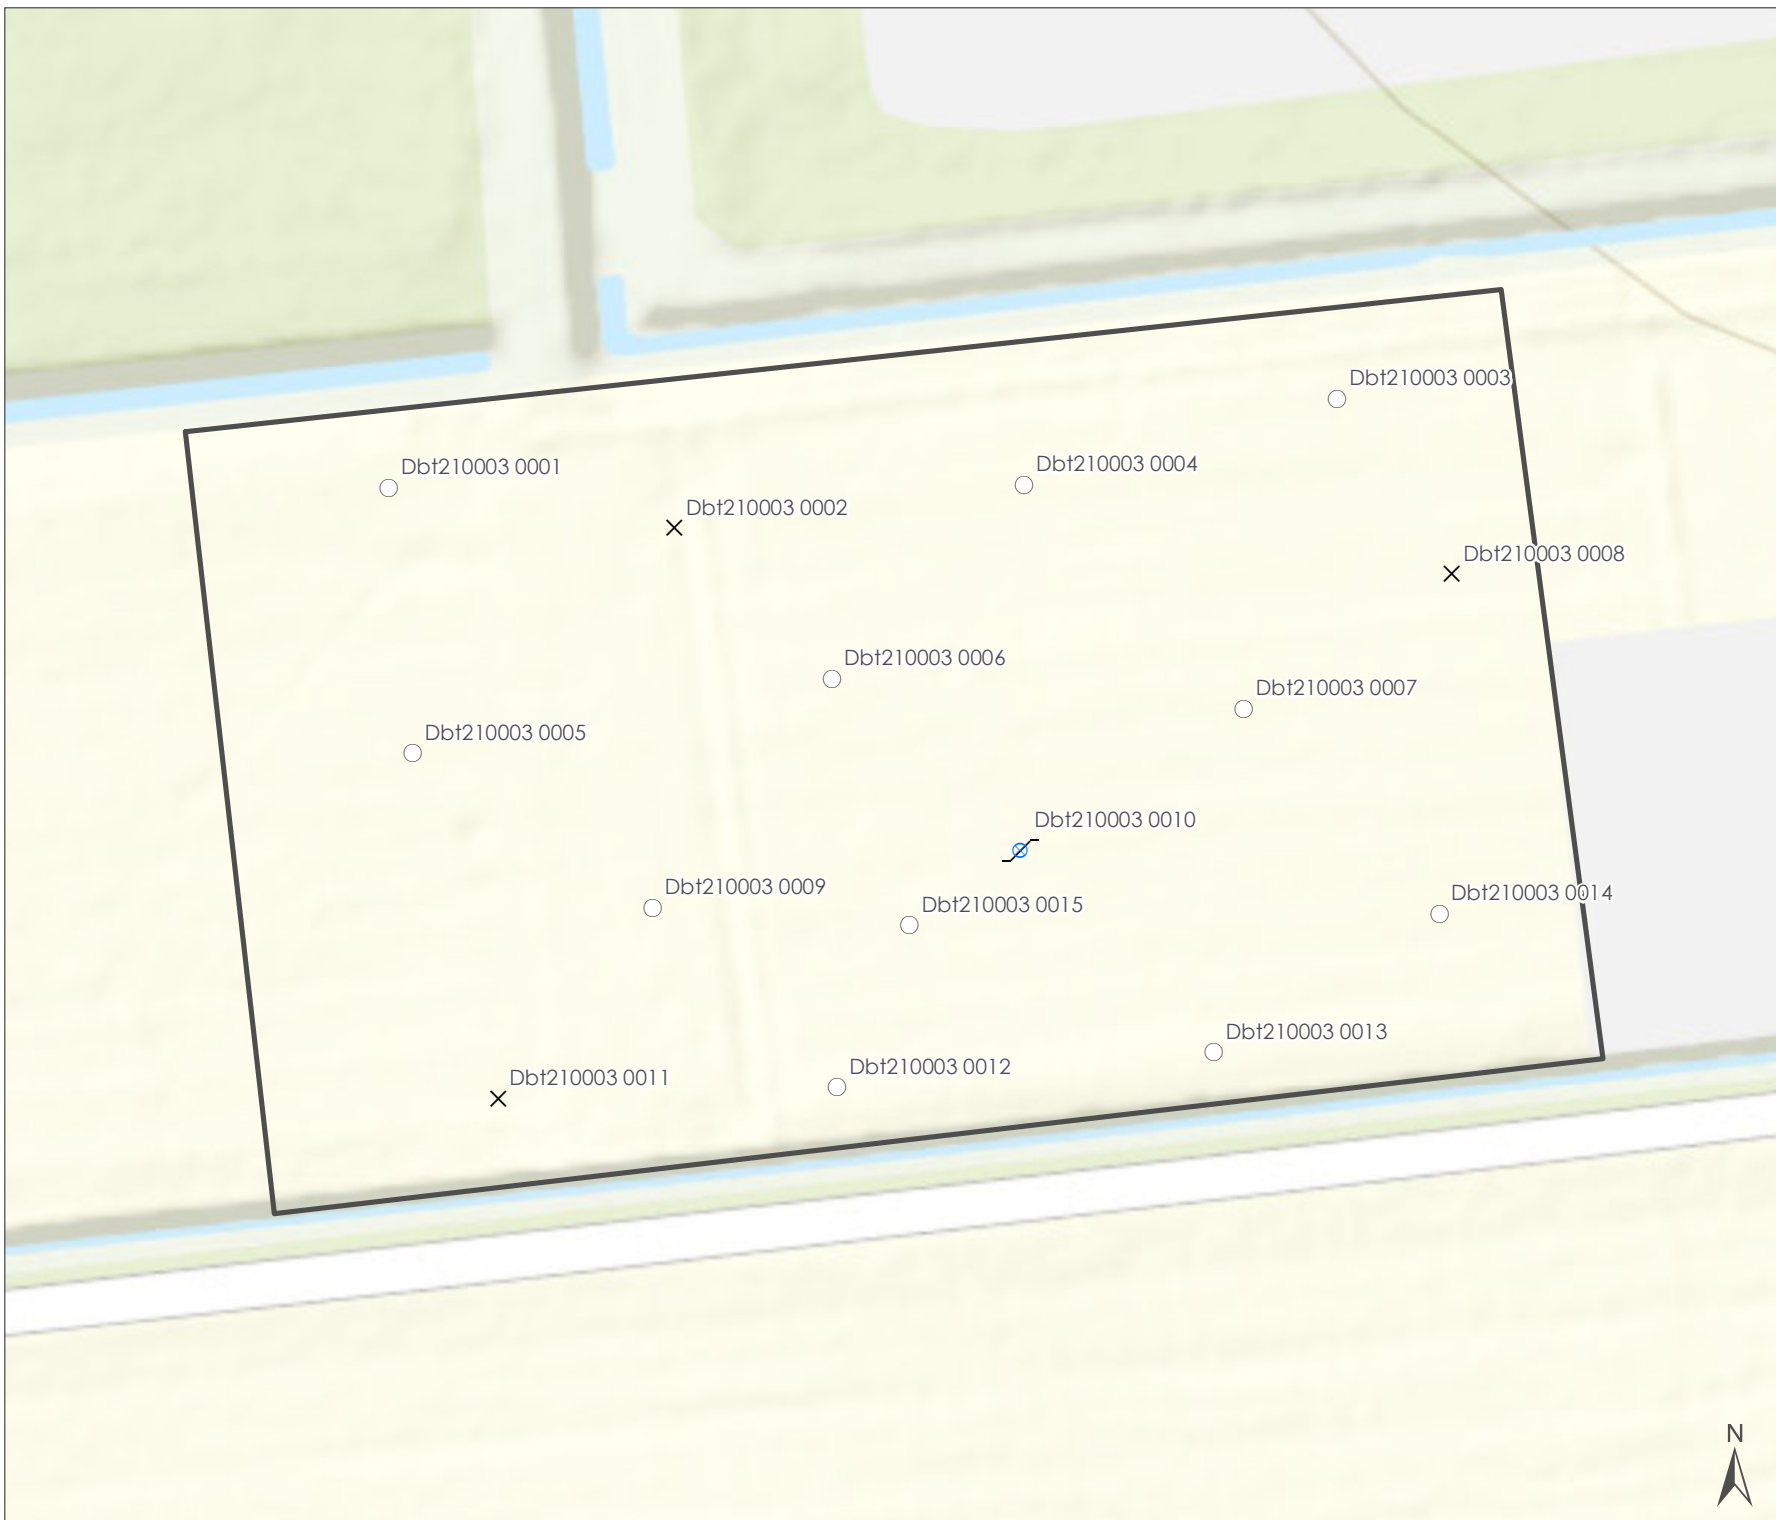 Dbt210003 0003
Dbt210003 0001
Dbt210003 0004
Dbt210003 0002
Dbt210003 0008
Dbt210003 0006
Dbt210003 0007
Dbt210003 0005
Dbt210003 0010
Dbt210003 0009
Dbt210003 0015
Dbt210003 0014
Dbt210003 0013
Dbt210003 0012
Dbt210003 0011
N